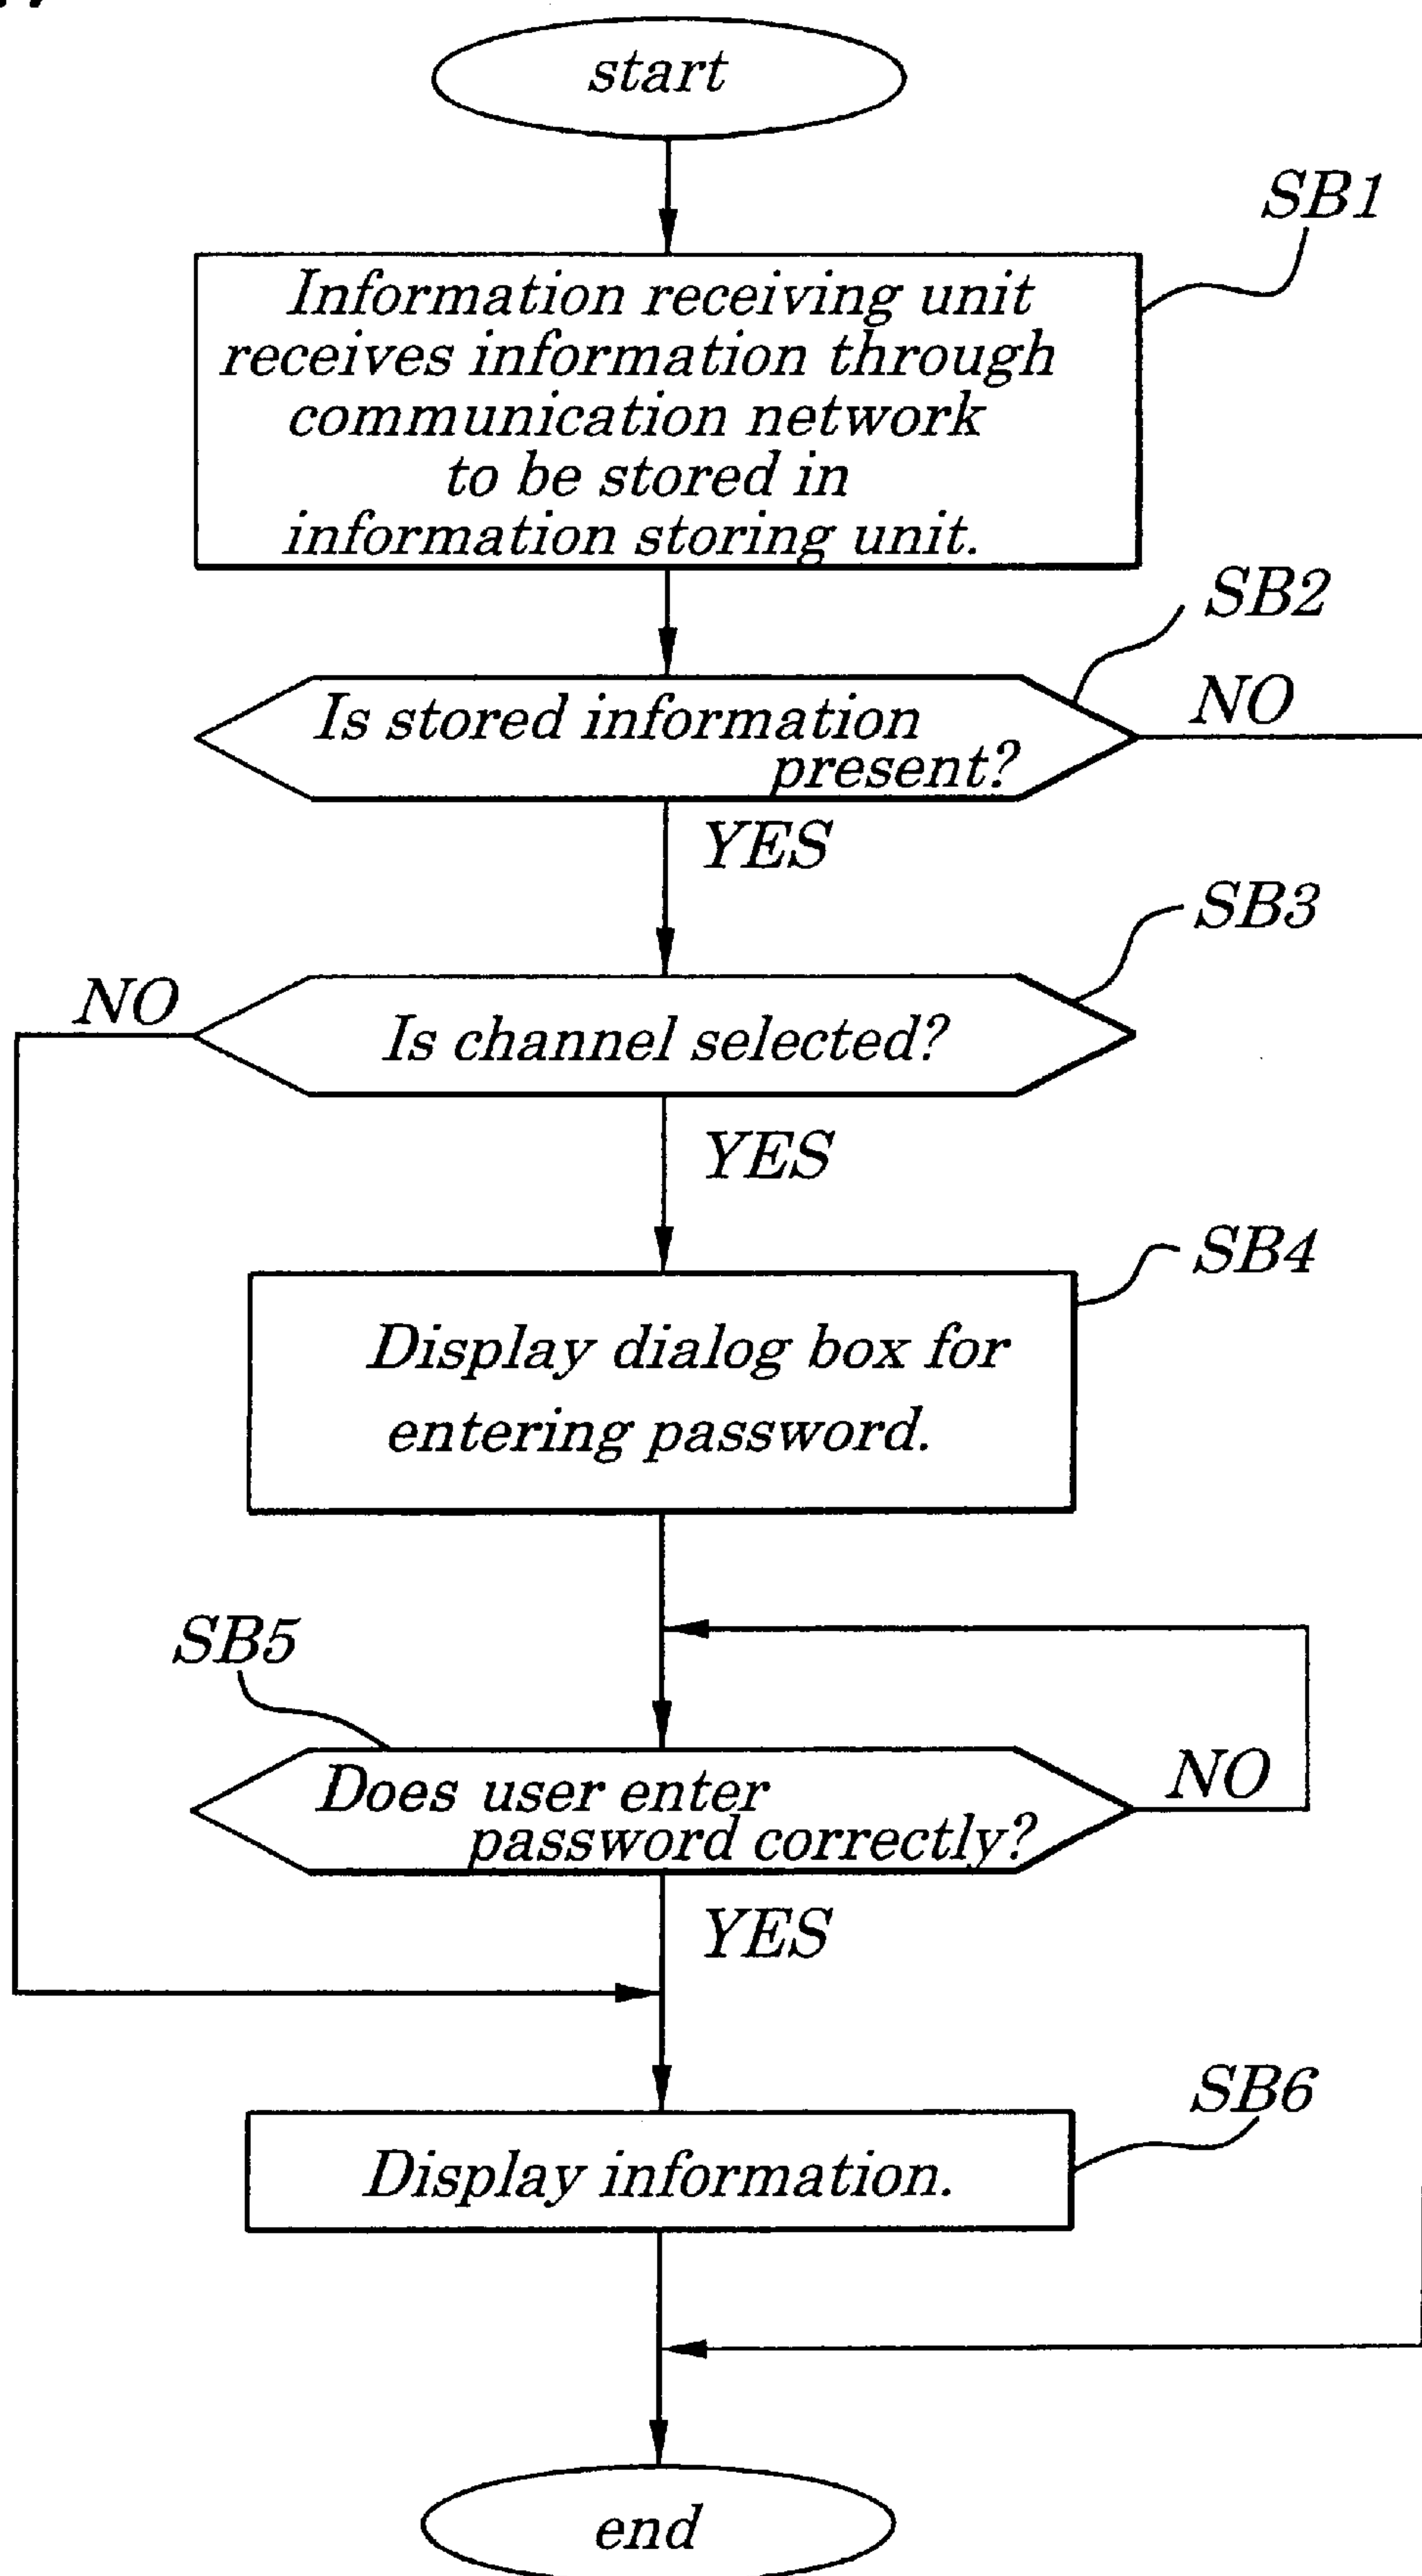 start
SB1
Information receiving unit
receives information through
communication network
to be stored in
information storing unit.
SB2
Is stored information
present?
NO
YES
SB3
NO
Is channel selected?
YES
SB4
Display dialog box for
entering password.
SB5
Does user enter
password correctly?
NO
YES
SB6
Display information.
end